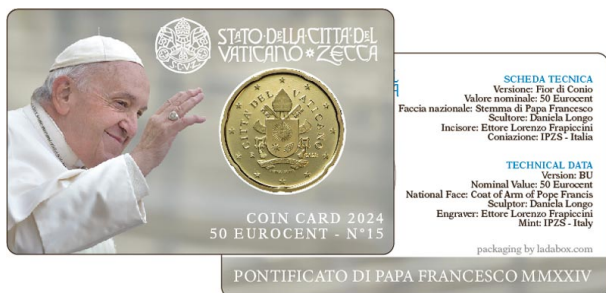 STATO DELLA CITTÀ DEL
VATICANO * ZECCA
SCVZ
CITTÀ DEL VATICANO
COIN CARD 2024
50 EUROCENT - N°15
SCHEDA TECNICA
Versione: Fior di Conio
Valore nominale: 50 Eurocent
Faccia nazionale: Stemma di Papa Francesco
Scultore: Daniela Longo
Incisore: Ettore Lorenzo Frapiccini
Coniazione: IPZS - Italia
TECHNICAL DATA
Version: BU
Nominal Value: 50 Eurocent
National Face: Coat of Arm of Pope Francis
Sculptor: Daniela Longo
Engraver: Ettore Lorenzo Frapiccini
Mint: IPZS - Italy
packaging by ladabox.com
PONTIFICATO DI PAPA FRANCESCO MMXXIV